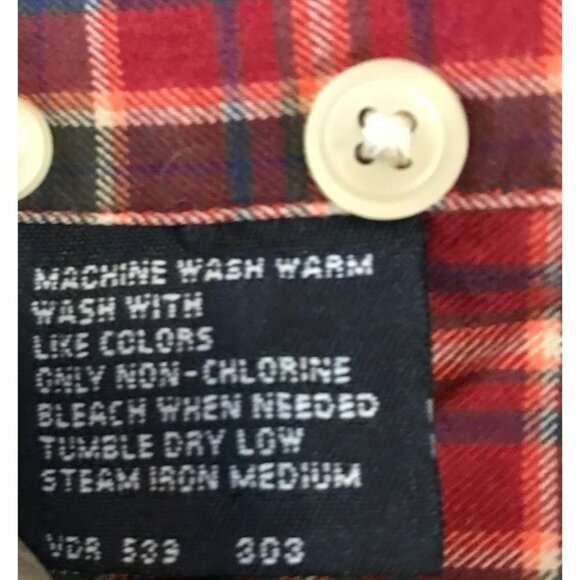 MACHINE WASH WARM
WASH WITH
LIKE COLORS
ONLY NON-CHLORINE
BLEACH WHEN NEEDED
TUMBLE DRY LOW
STEAM IRON MEDIUM
VDR 539 303